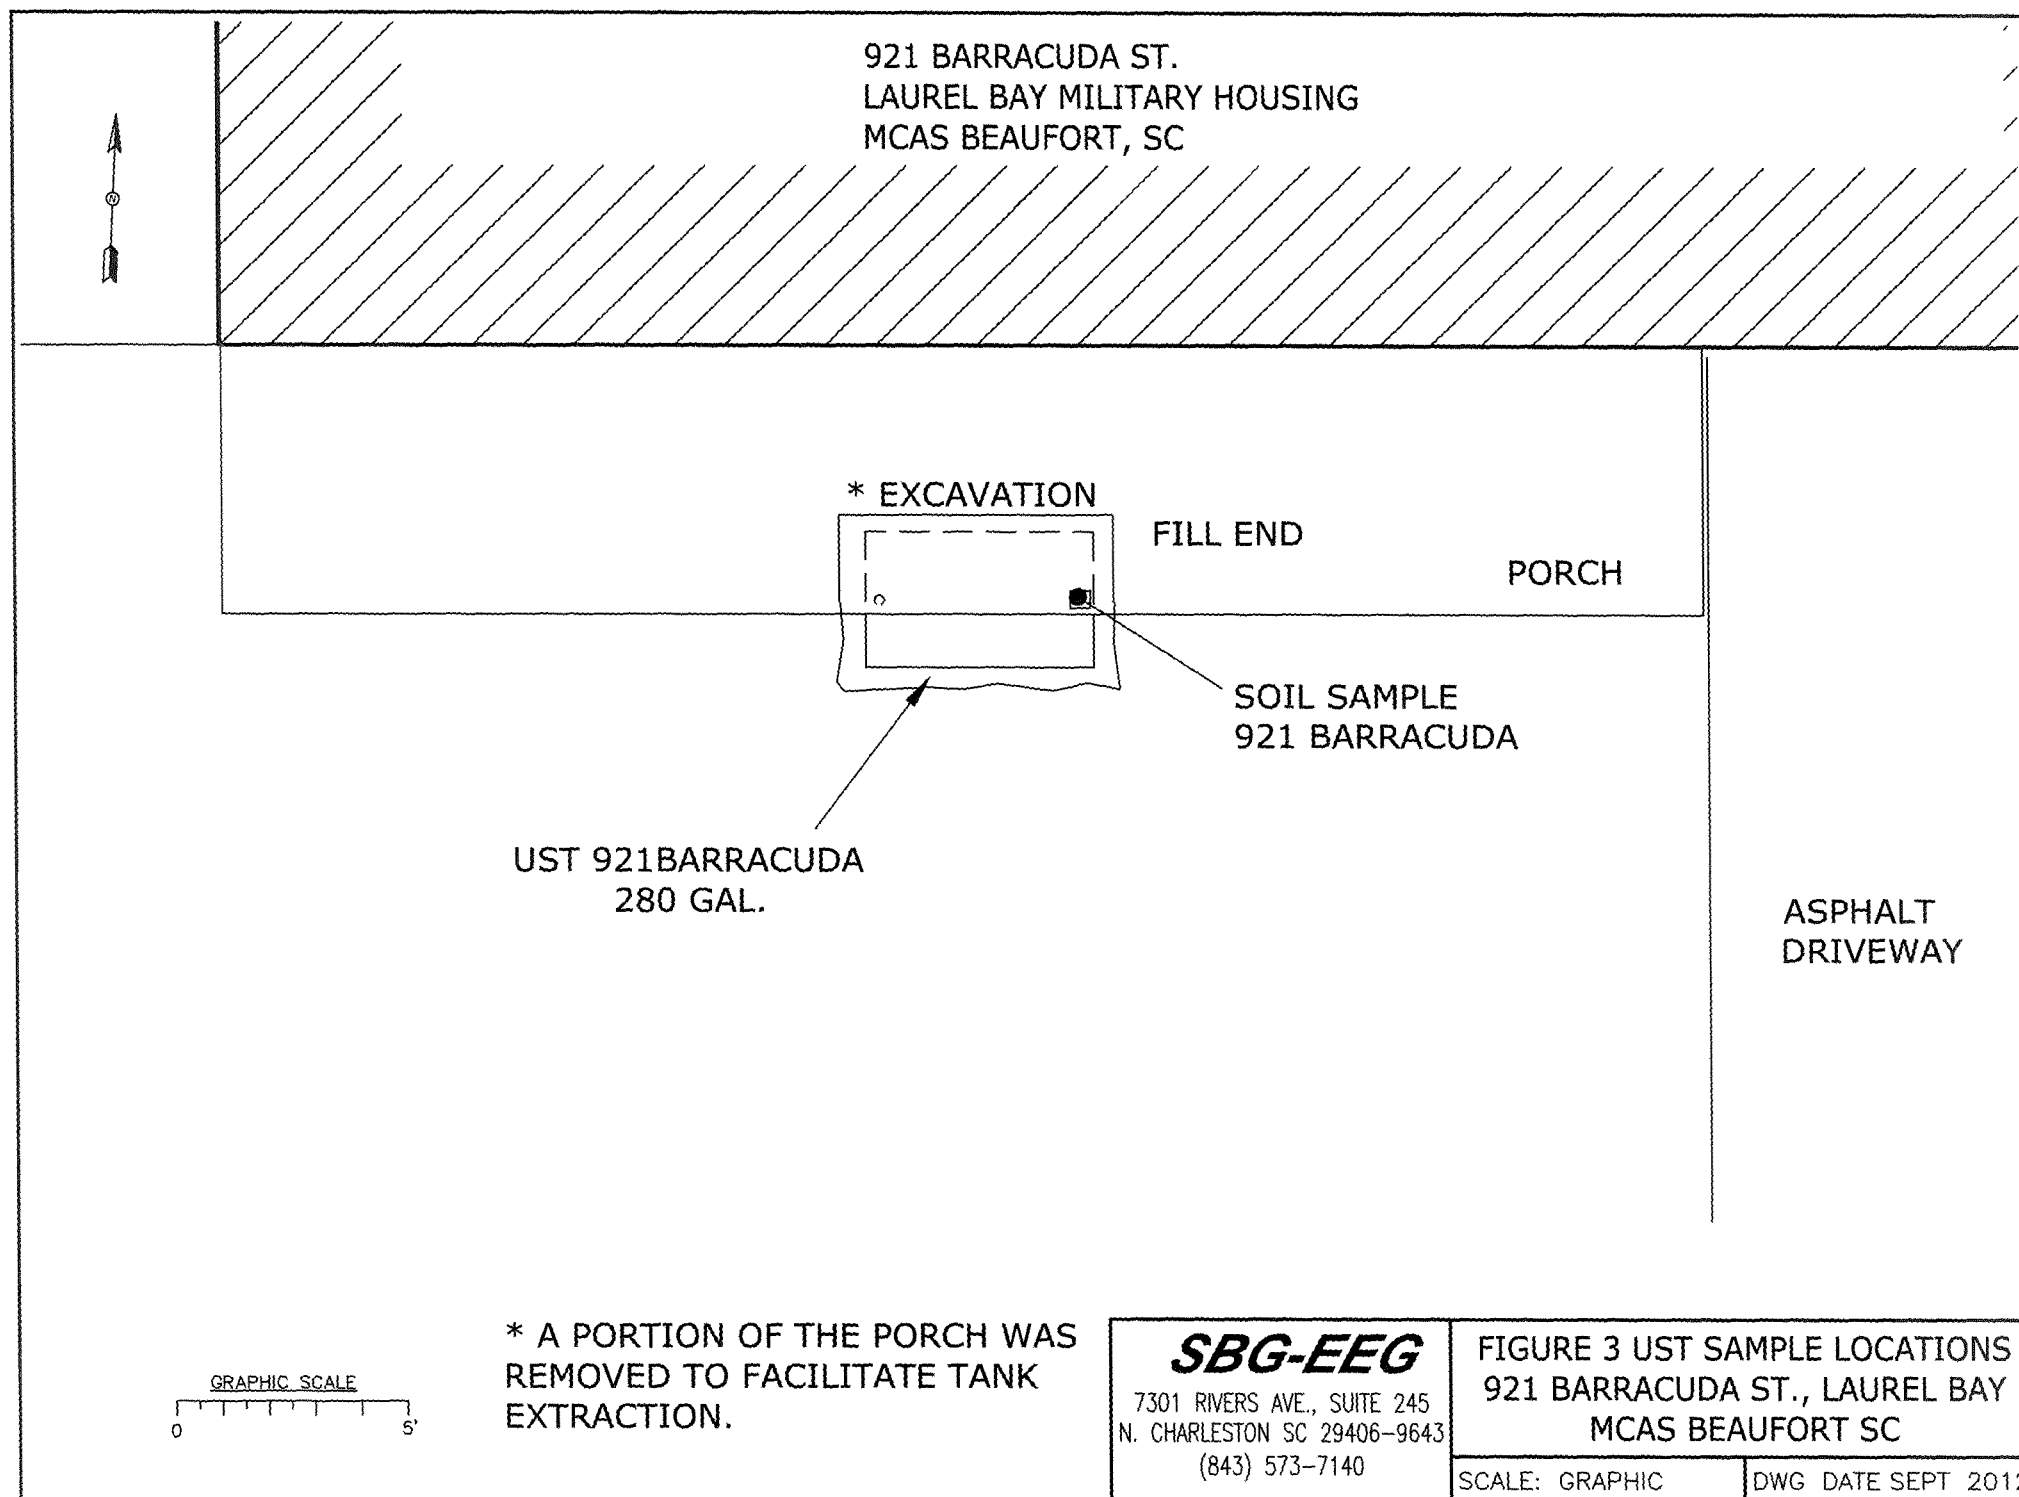 921 BARRACUDA ST.
LAUREL BAY MILITARY HOUSING
MCAS BEAUFORT, SC
N
* EXCAVATION
FILL END
PORCH
SOIL SAMPLE
921 BARRACUDA
UST 921BARRACUDA
280 GAL.
ASPHALT
DRIVEWAY
* A PORTION OF THE PORCH WAS
REMOVED TO FACILITATE TANK
EXTRACTION.
GRAPHIC SCALE
0 5'
SBG-EEG
7301 RIVERS AVE., SUITE 245
N. CHARLESTON SC 29406-9643
(843) 573-7140
FIGURE 3 UST SAMPLE LOCATIONS
921 BARRACUDA ST., LAUREL BAY
MCAS BEAUFORT SC
SCALE: GRAPHIC
DWG DATE SEPT 2012